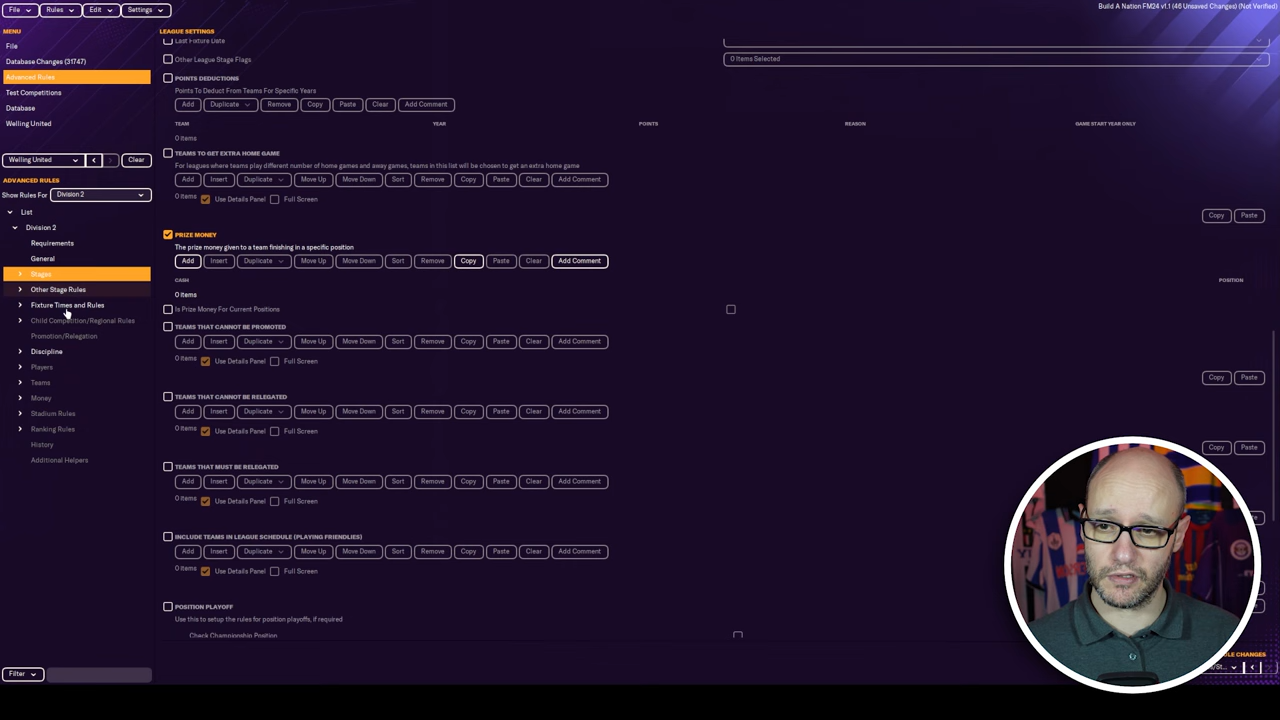 File
Rules
Edit
Settings
Build A Nation FM24 v1.1 (46 Unsaved Changes) (Not Verified)
MENU
File
Database Changes (31747)
Advanced Rules
Test Competitions
Database
Welling United
Welling United
Clear
ADVANCED RULES
Show Rules For
Division 2
List
Division 2
Requirements
General
Stages
Other Stage Rules
Fixture Times and Rules
Child Competition/Regional Rules
Promotion/Relegation
Discipline
Players
Teams
Money
Stadium Rules
Ranking Rules
History
Additional Helpers
Filter
LEAGUE SETTINGS
Last Fixture Date
Other League Stage Flags
0 Items Selected
POINTS DEDUCTIONS
Points To Deduct From Teams For Specific Years
Add Duplicate Remove Copy Paste Clear Add Comment
TEAM YEAR POINTS REASON GAME START YEAR ONLY
0 items
TEAMS TO GET EXTRA HOME GAME
For leagues where teams play different number of home games and away games, teams in this list will be chosen to get an extra home game
Add Insert Duplicate Move Up Move Down Sort Remove Copy Paste Clear Add Comment
0 items Use Details Panel Full Screen
Copy Paste
PRIZE MONEY
The prize money given to a team finishing in a specific position
Add Insert Duplicate Move Up Move Down Sort Remove Copy Paste Clear Add Comment
CASH POSITION
0 items
Is Prize Money For Current Positions
TEAMS THAT CANNOT BE PROMOTED
Add Insert Duplicate Move Up Move Down Sort Remove Copy Paste Clear Add Comment
0 items Use Details Panel Full Screen
Copy Paste
TEAMS THAT CANNOT BE RELEGATED
Add Insert Duplicate Move Up Move Down Sort Remove Copy Paste Clear Add Comment
0 items Use Details Panel Full Screen
Copy Paste
TEAMS THAT MUST BE RELEGATED
Add Insert Duplicate Move Up Move Down Sort Remove Copy Paste Clear Add Comment
0 items Use Details Panel Full Screen
INCLUDE TEAMS IN LEAGUE SCHEDULE (PLAYING FRIENDLIES)
Add Insert Duplicate Move Up Move Down Sort Remove Copy Paste Clear Add Comment
0 items Use Details Panel Full Screen
POSITION PLAYOFF
Use this to setup the rules for position playoffs, if required
Check Championship Position
CHANGES